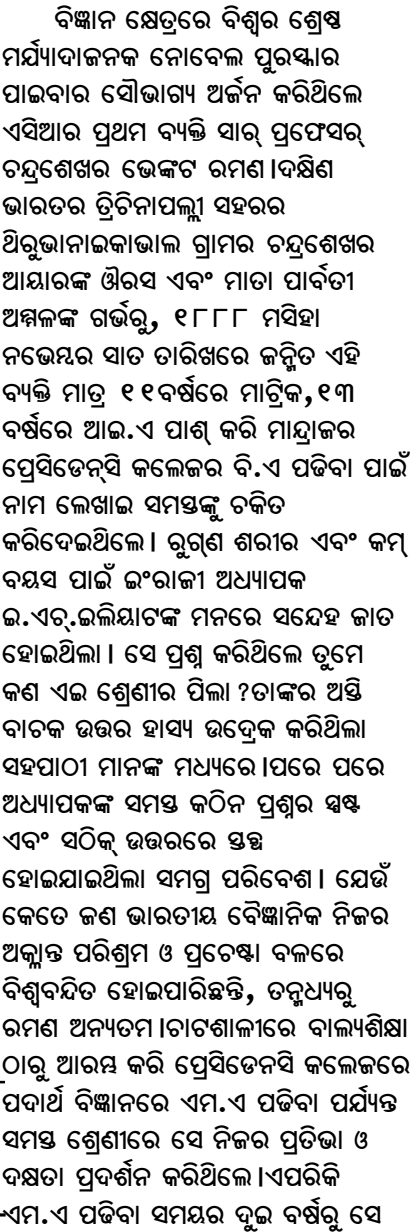 ବିଜ୍ଞାନ କ୍ଷେତ୍ରରେ ବିଶ୍ୱର ଶ୍ରେଷ୍ଠ
ମର୍ଯ୍ୟାଦାଜନକ ନୋବେଲ ପୁରସ୍କାର
ପାଇବାର ସୌଭାଗ୍ୟ ଅର୍ଜନ କରିଥିଲେ
ଏସିଆର ପ୍ରଥମ ବ୍ୟକ୍ତି ସାର୍ ପ୍ରଫେସର୍
ଚନ୍ଦ୍ରଶେଖର ଭେଙ୍କଟ ରମଣ।ଦକ୍ଷିଣ
ଭାରତର ତ୍ରିଚିନାପଲ୍ଲୀ ସହରର
ଥିରୁଭାନାଇକାଭାଲ ଗ୍ରାମର ଚନ୍ଦ୍ରଶେଖର
ଆୟାରଙ୍କ ଔରସ ଏବଂ ମାତା ପାର୍ବତୀ
ଅମ୍ମଳଙ୍କ ଗର୍ଭରୁ, ୧୮୮୮ ମସିହା
ନଭେମ୍ବର ସାତ ତାରିଖରେ ଜନ୍ମିତ ଏହି
ବ୍ୟକ୍ତି ମାତ୍ର ୧୧ବର୍ଷରେ ମାଟ୍ରିକ,୧୩
ବର୍ଷରେ ଆଇ.ଏ ପାଶ୍ କରି ମାନ୍ଦ୍ରାଜର
ପ୍ରେସିଡେନ୍‌ସି କଲେଜର ବି.ଏ ପଢିବା ପାଇଁ
ନାମ ଲେଖାଇ ସମସ୍ତଙ୍କୁ ଚକିତ
କରିଦେଇଥିଲେ। ରୁଗ୍‌ଣ ଶରୀର ଏବଂ କମ୍
ବୟସ ପାଇଁ ଇଂରାଜୀ ଅଧ୍ୟାପକ
ଇ.ଏଚ୍.ଇଲିୟାଟଙ୍କ ମନରେ ସନ୍ଦେହ ଜାତ
ହୋଇଥିଲା। ସେ ପ୍ରଶ୍ନ କରିଥିଲେ ତୁମେ
କଣ ଏଇ ଶ୍ରେଣୀର ପିଲା ?ତାଙ୍କର ଅସ୍ତି
ବାଚକ ଉତ୍ତର ହାସ୍ୟ ଉଦ୍ରେକ କରିଥିଲା
ସହପାଠୀ ମାନଙ୍କ ମଧ୍ୟରେ।ପରେ ପରେ
ଅଧ୍ୟାପକଙ୍କ ସମସ୍ତ କଠିନ ପ୍ରଶ୍ନର ସ୍ପଷ୍ଟ
ଏବଂ ସଠିକ୍ ଉତ୍ତରରେ ସ୍ତବ୍ଧ
ହୋଇଯାଇଥିଲା ସମଗ୍ର ପରିବେଶ। ଯେଉଁ
କେତେ ଜଣ ଭାରତୀୟ ବୈଜ୍ଞାନିକ ନିଜର
ଅକ୍ଳାନ୍ତ ପରିଶ୍ରମ ଓ ପ୍ରଚେଷ୍ଟା ବଳରେ
ବିଶ୍ୱବନ୍ଦିତ ହୋଇପାରିଛନ୍ତି, ତନ୍ମଧ୍ୟରୁ
ରମଣ ଅନ୍ୟତମ।ଚାଟଶାଳୀରେ ବାଲ୍ୟଶିକ୍ଷା
ଠାରୁ ଆରମ୍ଭ କରି ପ୍ରେସିଡେନସି କଲେଜରେ
ପଦାର୍ଥ ବିଜ୍ଞାନରେ ଏମ.ଏ ପଢିବା ପର୍ଯ୍ୟନ୍ତ
ସମସ୍ତ ଶ୍ରେଣୀରେ ସେ ନିଜର ପ୍ରତିଭା ଓ
ଦକ୍ଷତା ପ୍ରଦର୍ଶନ କରିଥିଲେ।ଏପରିକି
ଏମ.ଏ ପଢିବା ସମୟର ଦୁଇ ବର୍ଷରୁ ସେ